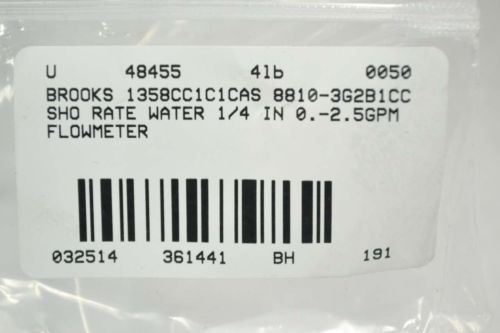 U 48455 4lb 0050
BROOKS 1358CC1C1CAS 8810-3G2B1CC
SHO RATE WATER 1/4 IN 0.-2.5GPM
FLOWMETER
032514 361441 BH 191